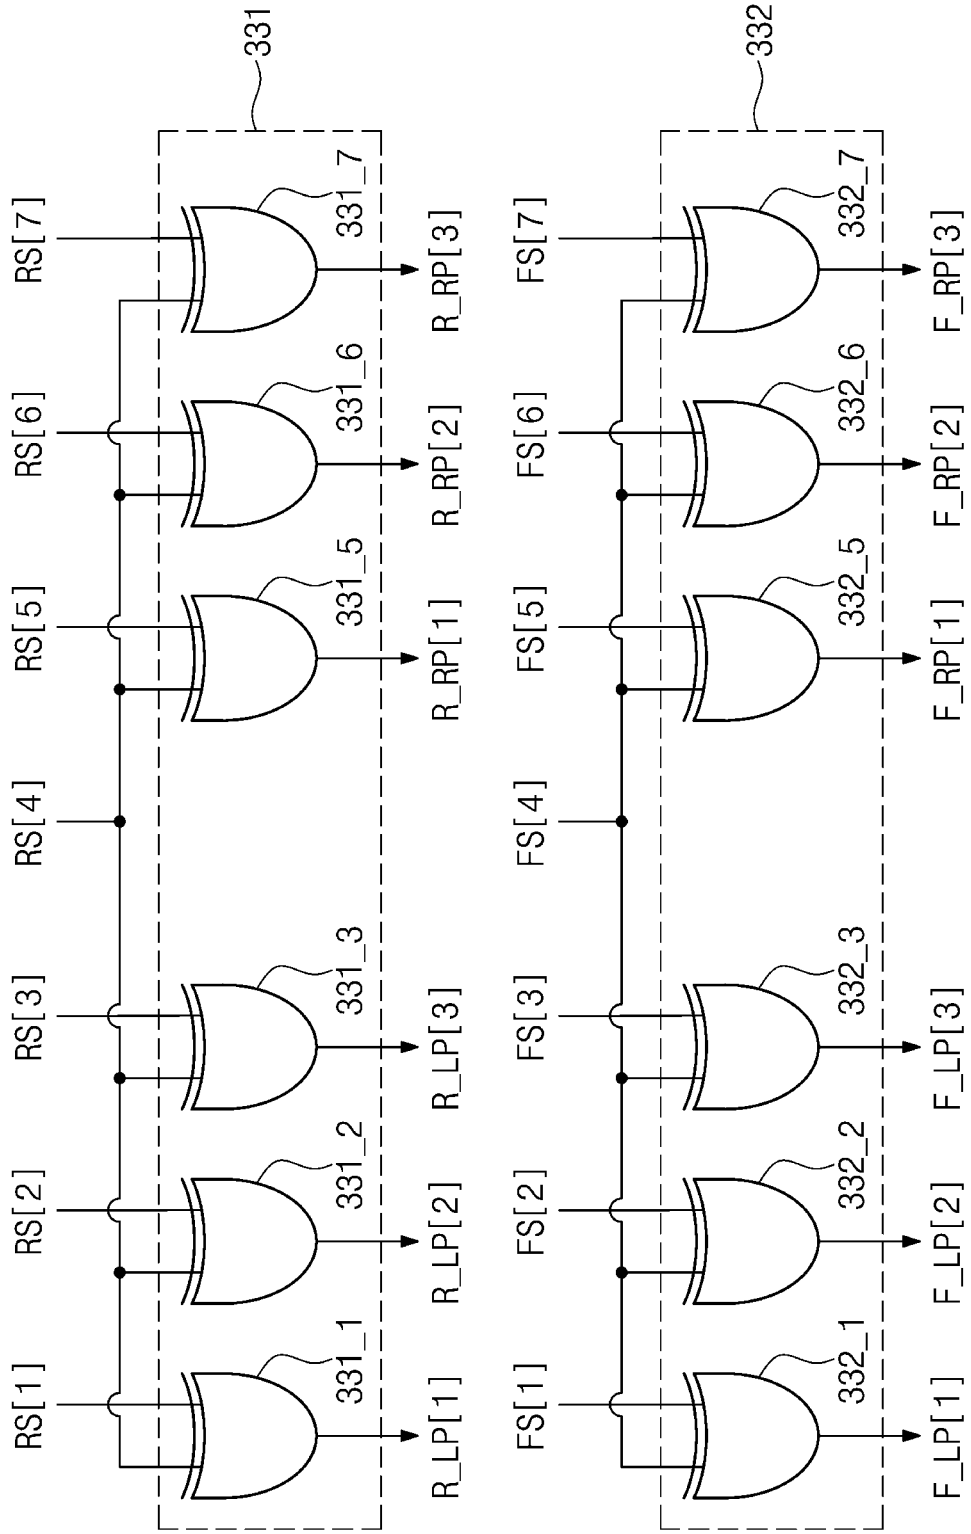 RS[1]
RS[2]
RS[3]
RS[4]
RS[5]
RS[6]
RS[7]
331
331_1
331_2
331_3
331_5
331_6
331_7
R_LP[1]
R_LP[2]
R_LP[3]
R_RP[1]
R_RP[2]
R_RP[3]
FS[1]
FS[2]
FS[3]
FS[4]
FS[5]
FS[6]
FS[7]
332
332_1
332_2
332_3
332_5
332_6
332_7
F_LP[1]
F_LP[2]
F_LP[3]
F_RP[1]
F_RP[2]
F_RP[3]